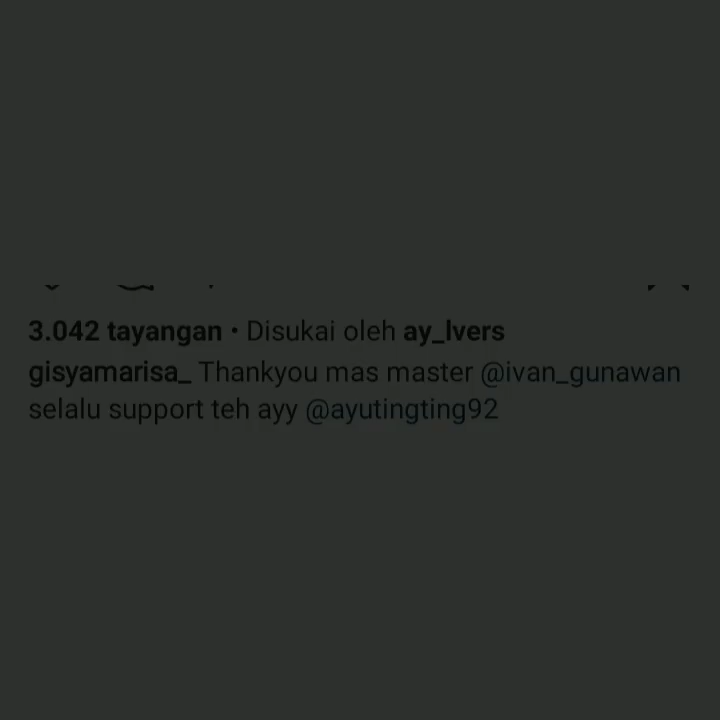 3.042 tayangan • Disukai oleh ay_lvers
gisyamarisa_ Thankyou mas master @ivan_gunawan
selalu support teh ayy @ayutingting92